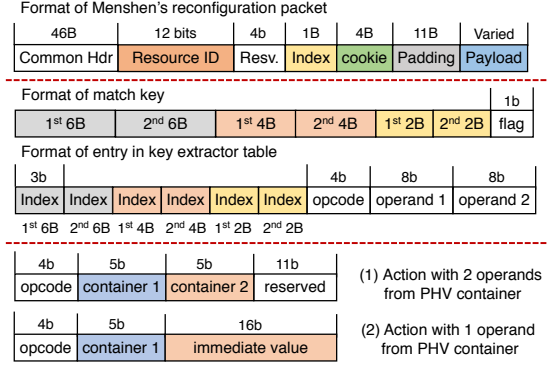 Format of Menshen's reconfiguration packet
46B 12 bits 4b 1B 4B 11B Varied
Common Hdr Resource ID Resv. Index cookie Padding Payload
Format of match key
1b
1st 6B 2nd 6B 1st 4B 2nd 4B 1st 2B 2nd 2B flag
Format of entry in key extractor table
3b 4b 8b 8b
Index Index Index Index Index Index opcode operand 1 operand 2
1st 6B 2nd 6B 1st 4B 2nd 4B 1st 2B 2nd 2B
4b 5b 5b 11b
opcode container 1 container 2 reserved
(1) Action with 2 operands
from PHV container
4b 5b 16b
opcode container 1 immediate value
(2) Action with 1 operand
from PHV container